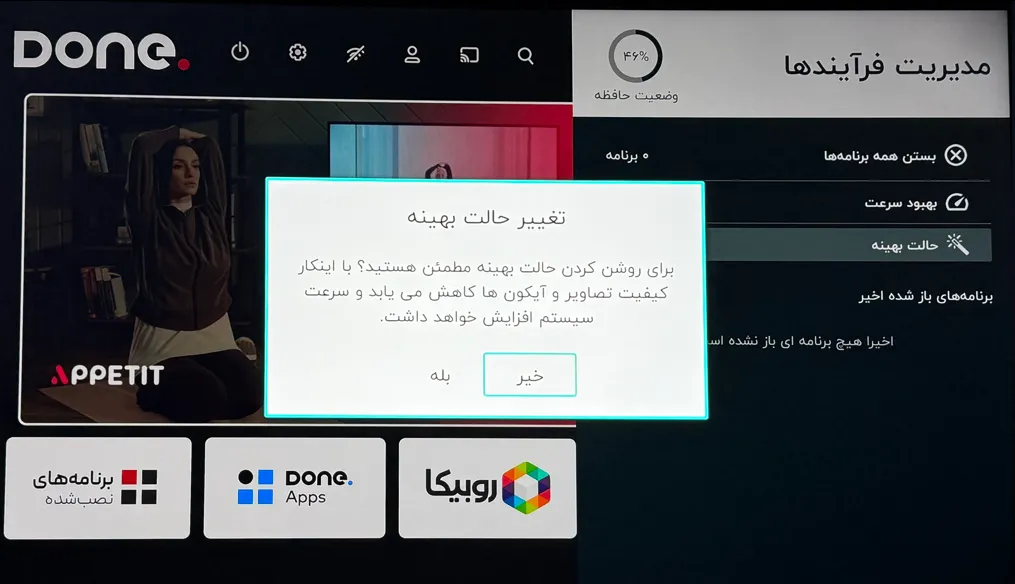 DONE.
۴۶%
وضعیت حافظه
مدیریت فرآیندها
بستن همه برنامه‌ها
۰ برنامه
بهبود سرعت
حالت بهینه
برنامه‌های باز شده اخیر
اخیرا هیچ برنامه ای باز نشده
تغییر حالت بهینه
برای روشن کردن حالت بهینه مطمئن هستید؟ با اینکار
کیفیت تصاویر و آیکون ها کاهش می یابد و سرعت
سیستم افزایش خواهد داشت.
خیر
بله
APPETIT
روبیکا
DONE.
Apps
برنامه‌های
نصب‌شده